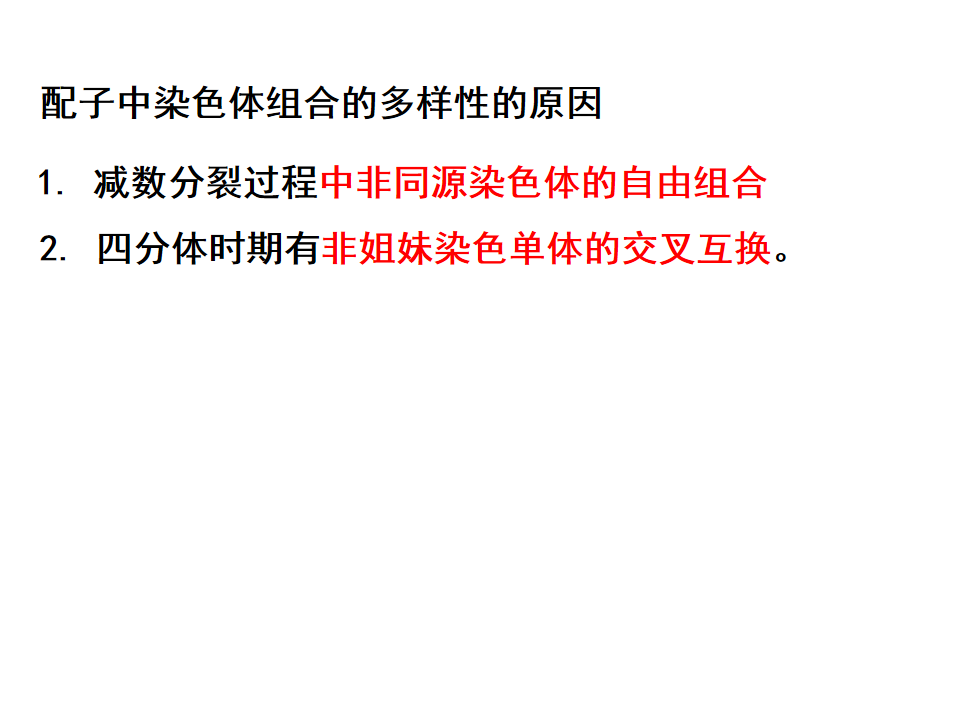 配子中染色体组合的多样性的原因
1. 减数分裂过程中非同源染色体的自由组合
2. 四分体时期有非姐妹染色单体的交叉互换。